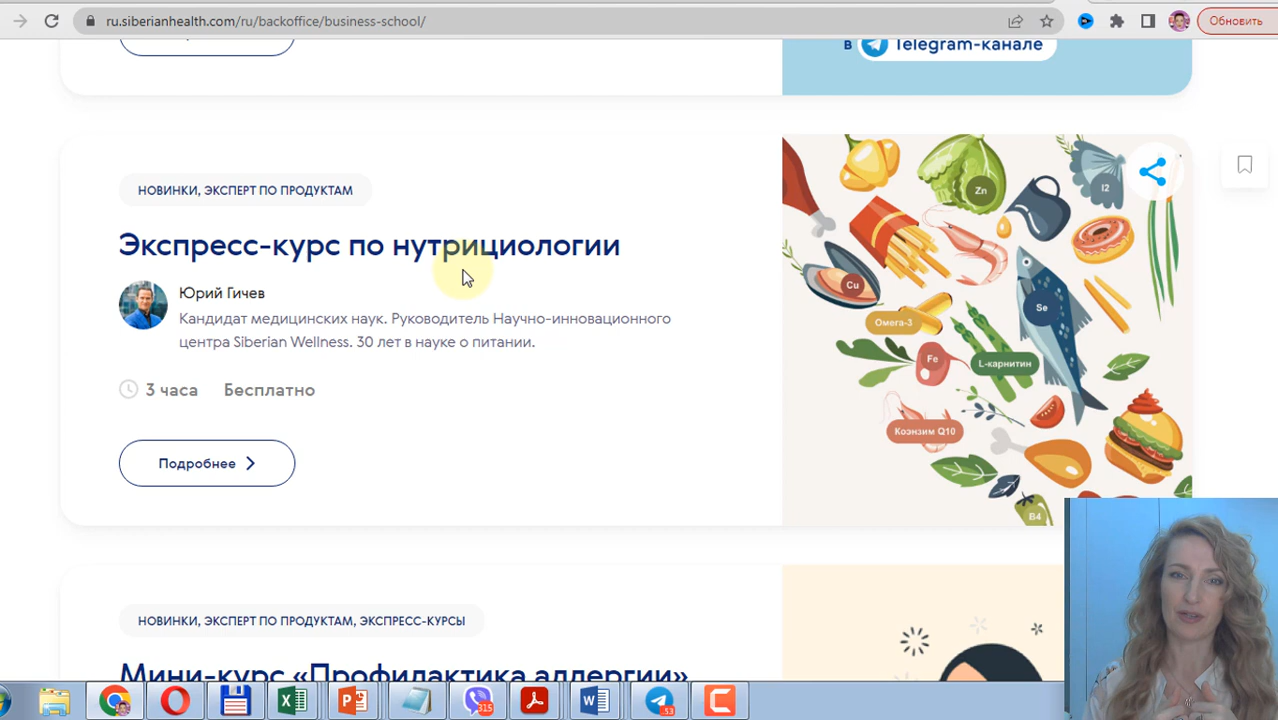 ru.siberianhealth.com/ru/backoffice/business-school/
Обновить
в Telegram-канале
НОВИНКИ, ЭКСПЕРТ ПО ПРОДУКТАМ
Экспресс-курс по нутрициологии
Юрий Гичев
Кандидат медицинских наук. Руководитель Научно-инновационного
центра Siberian Wellness. 30 лет в науке о питании.
3 часа Бесплатно
Подробнее
Zn
I2
Cu
Se
Омега-3
Fe
L-карнитин
Коэнзим Q10
B4
НОВИНКИ, ЭКСПЕРТ ПО ПРОДУКТАМ, ЭКСПРЕСС-КУРСЫ
Мини-курс «Профилактика аллергии»
315
53